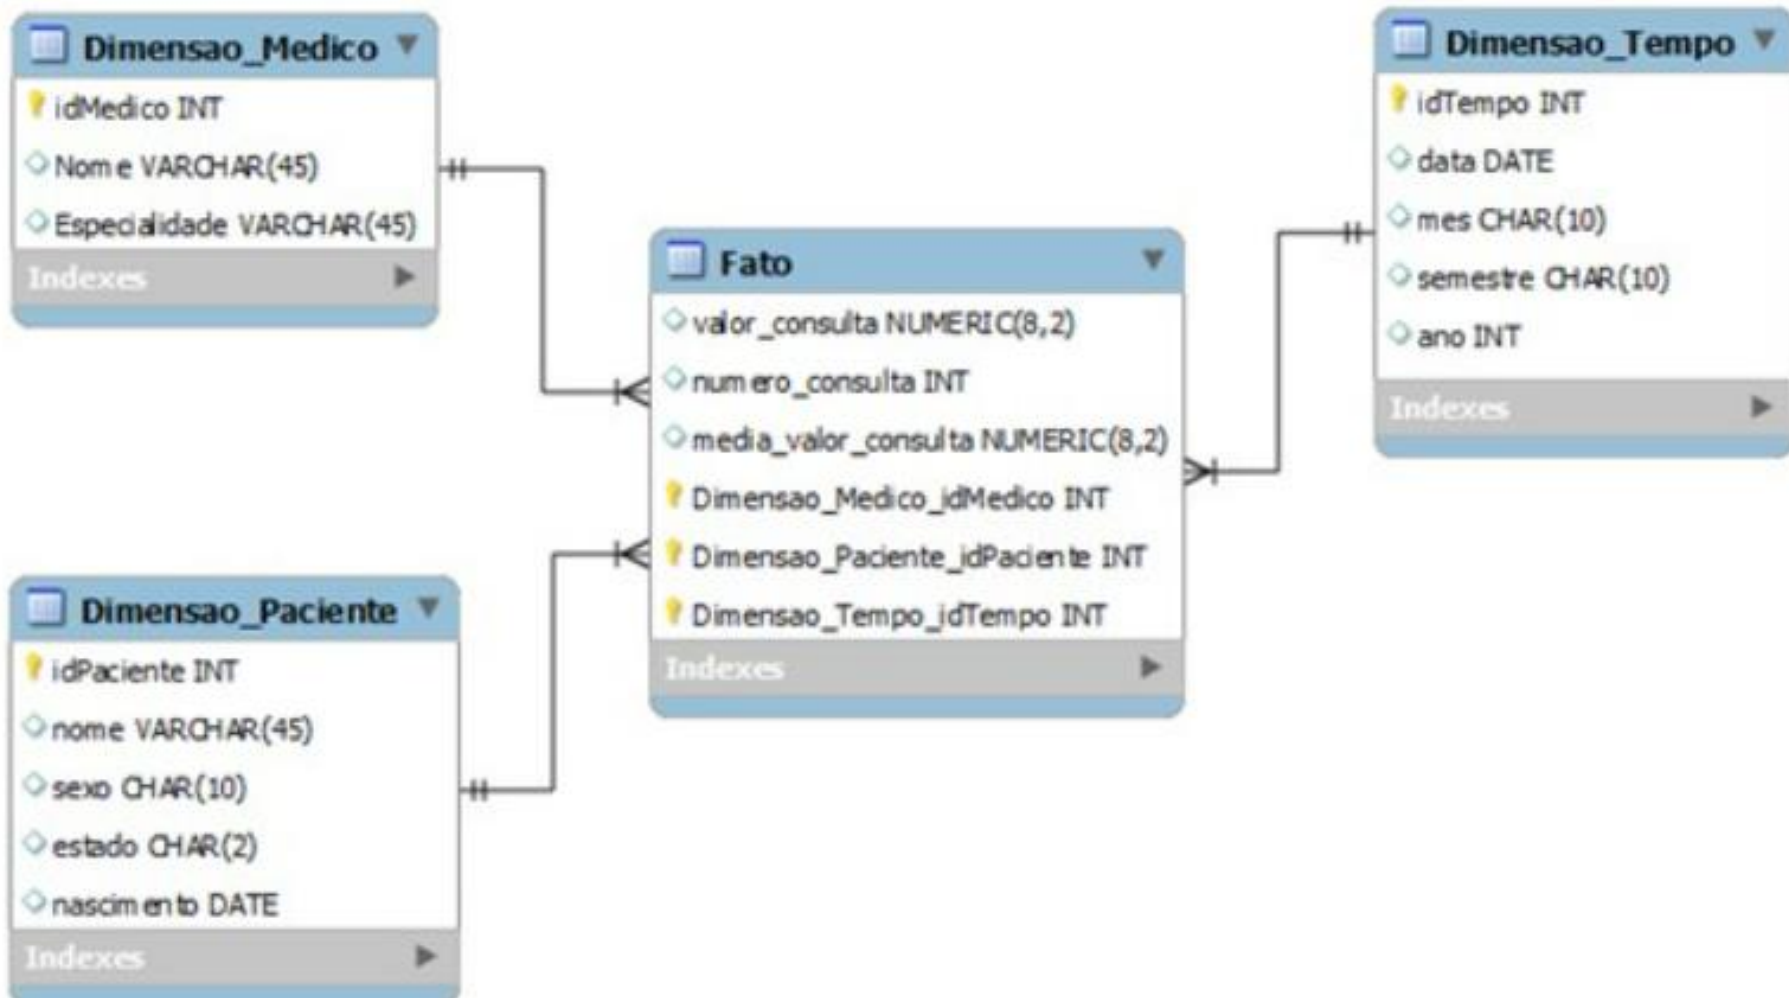 Dimensao_Medico
idMedico INT
Nome VARCHAR(45)
Especialidade VARCHAR(45)
Indexes
Dimensao_Tempo
idTempo INT
data DATE
mes CHAR(10)
semestre CHAR(10)
ano INT
Indexes
Fato
valor_consulta NUMERIC(8,2)
numero_consulta INT
media_valor_consulta NUMERIC(8,2)
Dimensao_Medico_idMedico INT
Dimensao_Paciente_idPaciente INT
Dimensao_Tempo_idTempo INT
Indexes
Dimensao_Paciente
idPaciente INT
nome VARCHAR(45)
sexo CHAR(10)
estado CHAR(2)
nascimento DATE
Indexes